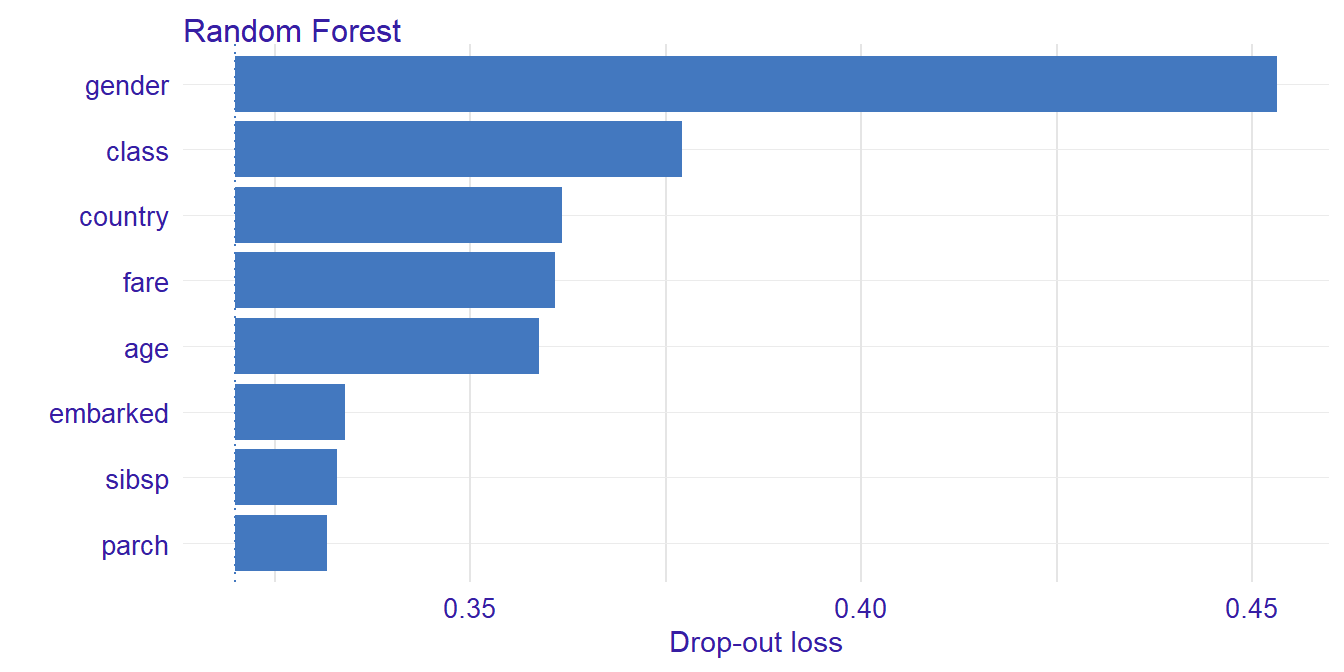 Random Forest
gender
class
country
fare
age
embarked
sibsp
parch
0.35 0.40 0.45
Drop-out loss